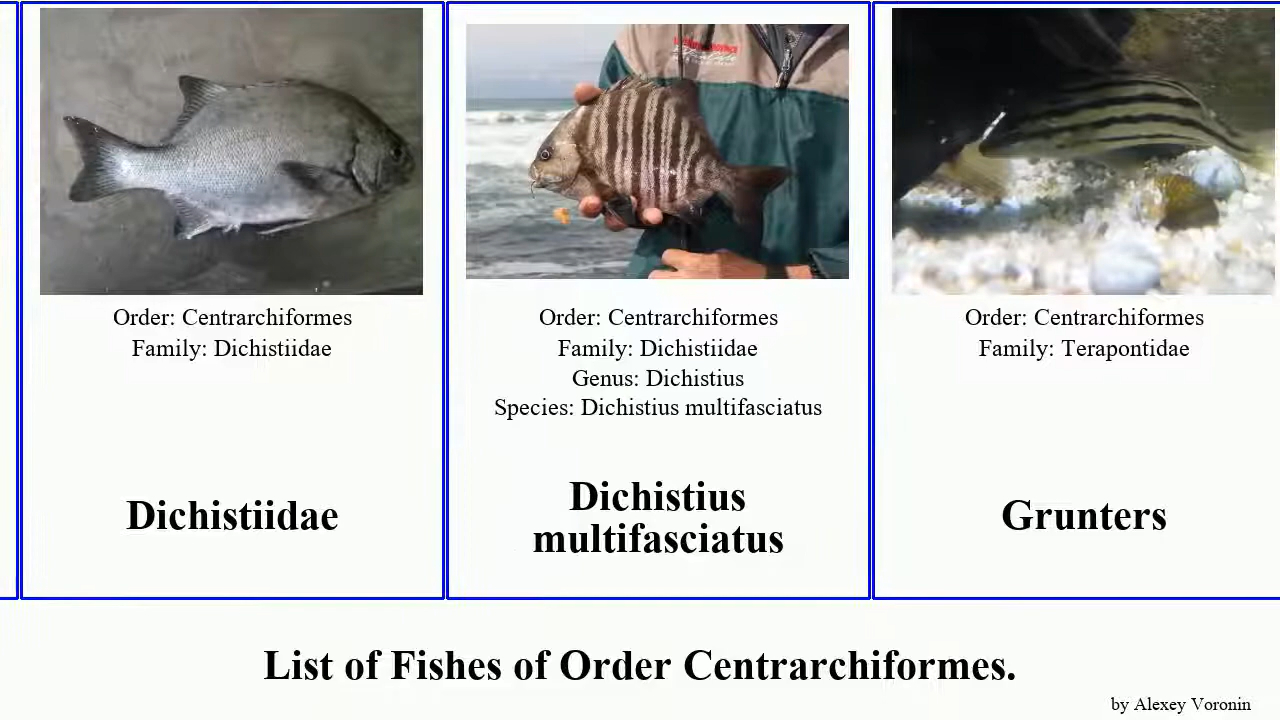 Order: Centrarchiformes
Family: Dichistiidae
Dichistiidae
Order: Centrarchiformes
Family: Dichistiidae
Genus: Dichistius
Species: Dichistius multifasciatus
Dichistius
multifasciatus
Order: Centrarchiformes
Family: Terapontidae
Grunters
List of Fishes of Order Centrarchiformes.
by Alexey Voronin